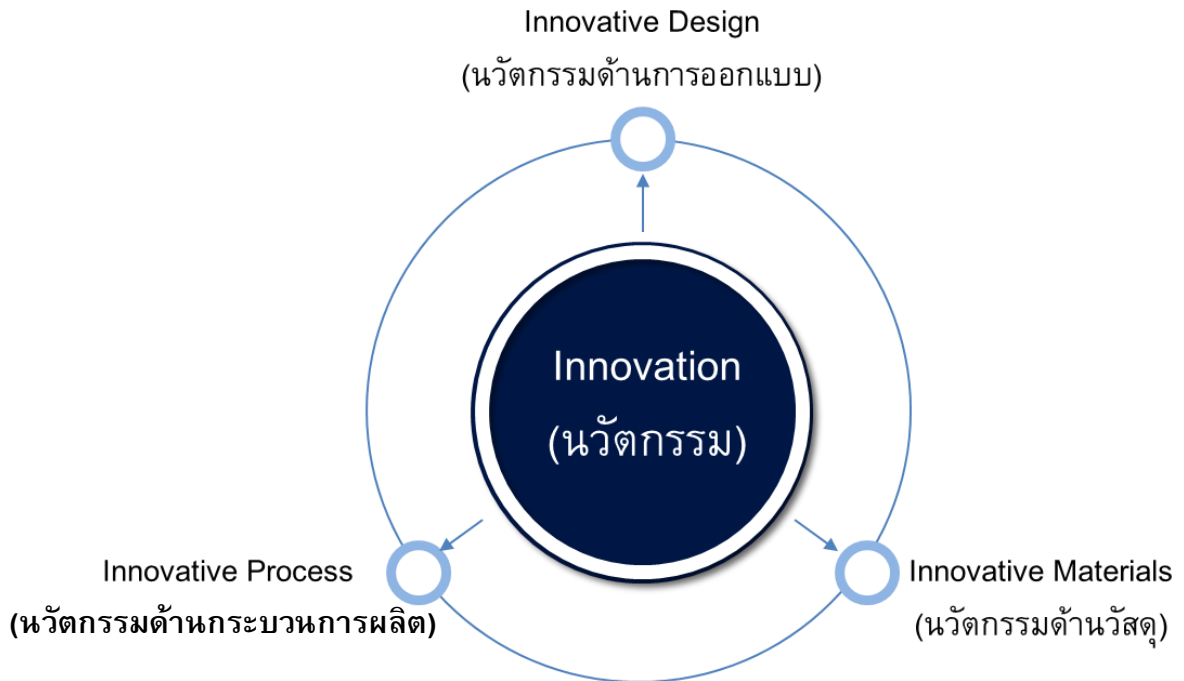 Innovative Design
(นวัตกรรมด้านการออกแบบ)
Innovation
(นวัตกรรม)
Innovative Process
(นวัตกรรมด้านกระบวนการผลิต)
Innovative Materials
(นวัตกรรมด้านวัสดุ)